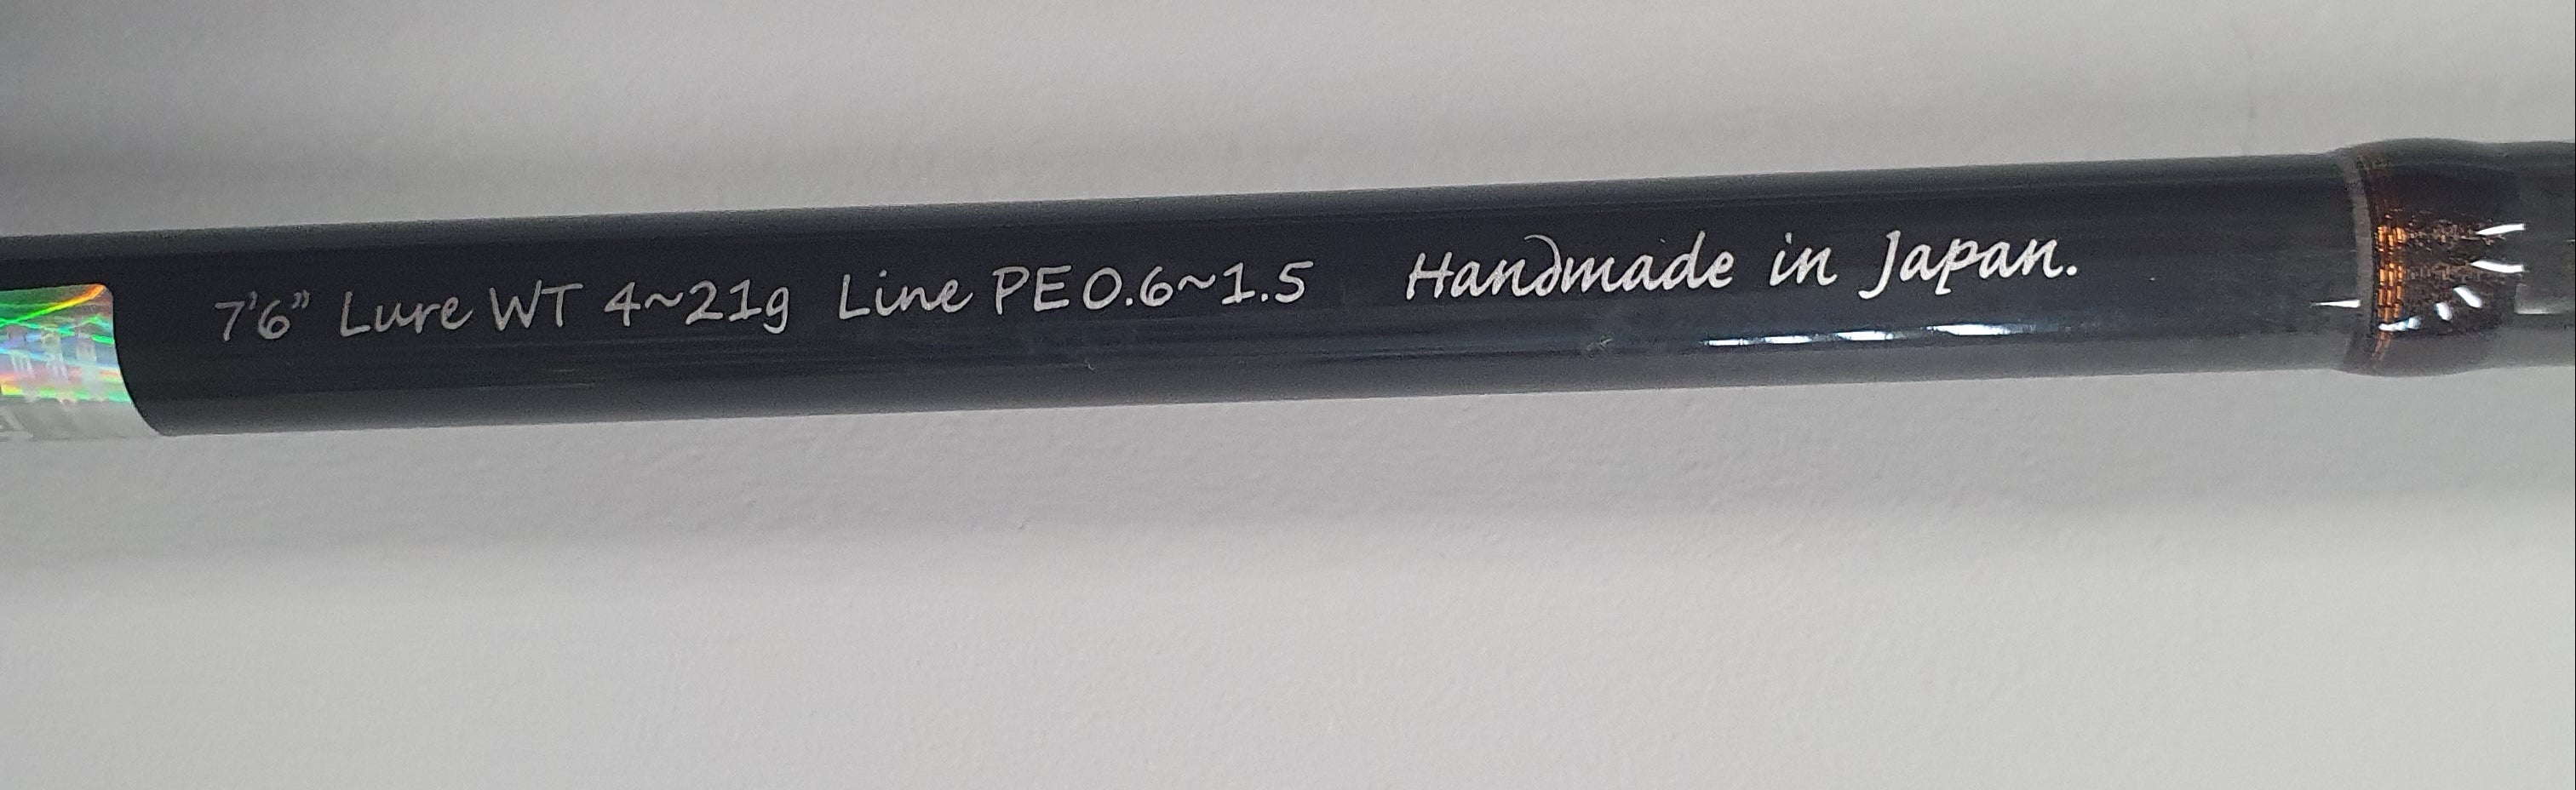 7'6" Lure WT 4~21g Line PE0.6~1.5 Handmade in Japan.